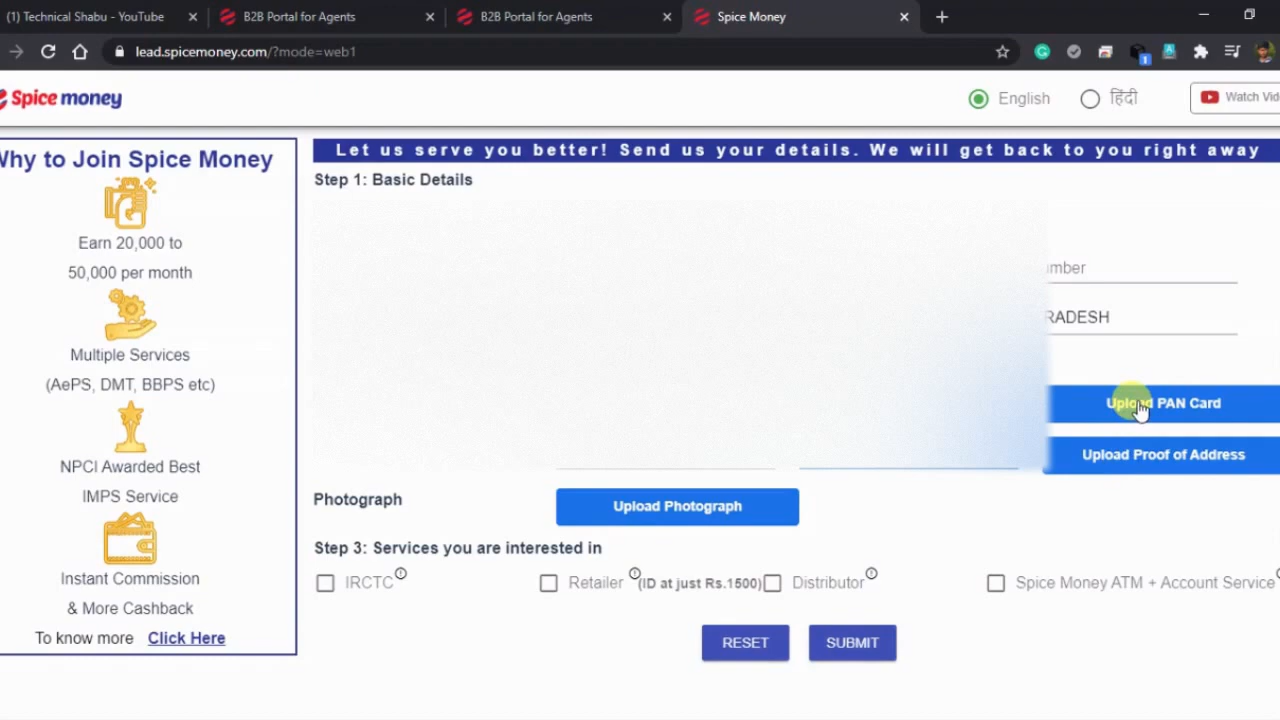 (1) Technical Shabu - YouTube
B2B Portal for Agents
B2B Portal for Agents
Spice Money
lead.spicemoney.com/?mode=web1
Spice money
English
हिंदी
Watch Vid
Why to Join Spice Money
Earn 20,000 to
50,000 per month
Multiple Services
(AePS, DMT, BBPS etc)
NPCI Awarded Best
IMPS Service
Instant Commission
& More Cashback
To know more Click Here
Let us serve you better! Send us your details. We will get back to you right away
Step 1: Basic Details
umber
RADESH
Upload PAN Card
Upload Proof of Address
Photograph
Upload Photograph
Step 3: Services you are interested in
IRCTC
Retailer (ID at just Rs.1500)
Distributor
Spice Money ATM + Account Service
RESET
SUBMIT